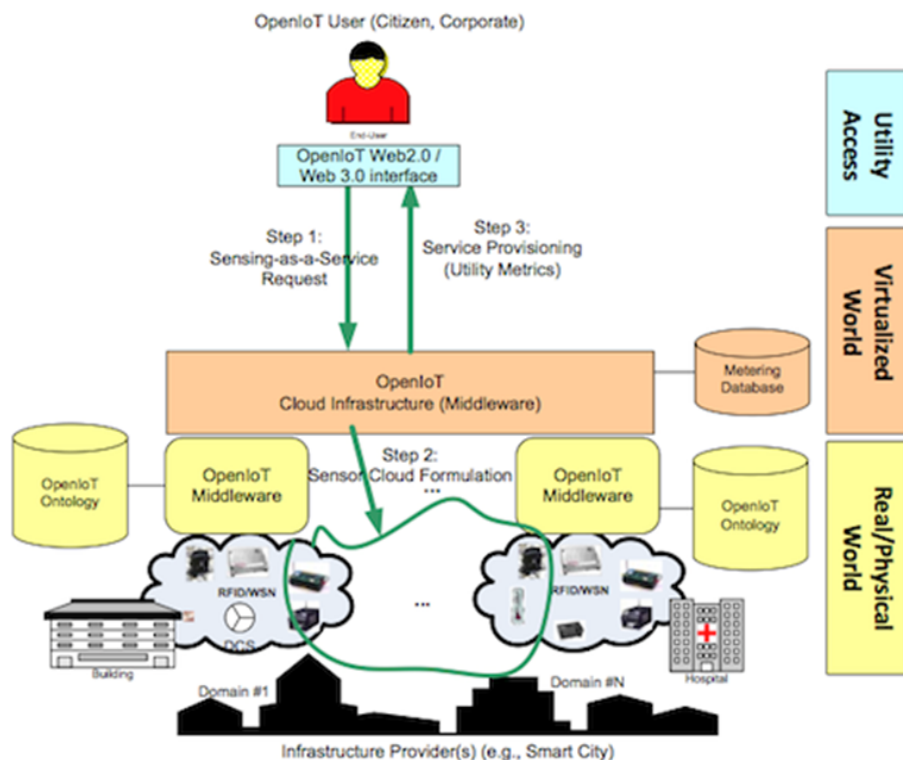 OpenIoT User (Citizen, Corporate)
End-User
OpenIoT Web2.0 /
Web 3.0 interface
Step 1:
Sensing-as-a-Service
Request
Step 3:
Service Provisioning
(Utility Metrics)
Utility
Access
OpenIoT
Cloud Infrastructure (Middleware)
Metering
Database
Virtualized
World
OpenIoT
Ontology
OpenIoT
Middleware
Step 2:
Sensor Cloud Formulation
...
OpenIoT
Middleware
OpenIoT
Ontology
Real/Physical
World
RFID/WSN
DCS
...
RFID/WSN
Building
Hospital
Domain #1
Domain #N
Infrastructure Provider(s) (e.g., Smart City)